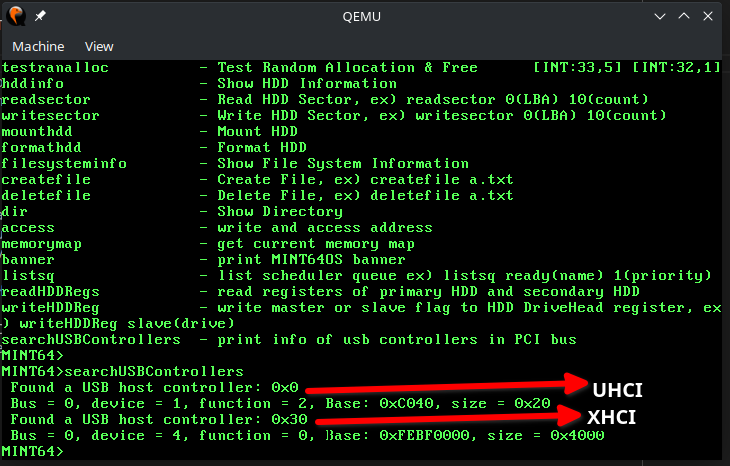 QEMU
Machine View
testranalloc - Test Random Allocation & Free [INT:33,5] [INT:32,1]
hddinfo - Show HDD Information
readsector - Read HDD Sector, ex) readsector 0(LBA) 10(count)
writesector - Write HDD Sector, ex) writesector 0(LBA) 10(count)
mounthdd - Mount HDD
formathdd - Format HDD
filesysteminfo - Show File System Information
createfile - Create File, ex) createfile a.txt
deletefile - Delete File, ex) deletefile a.txt
dir - Show Directory
access - write and access address
memorymap - get current memory map
banner - print MINT64OS banner
listsq - list scheduler queue ex) listsq ready(name) 1(priority)
readHDDRegs - read registers of primary HDD and secondary HDD
writeHDDReg - write master or slave flag to HDD DriveHead register, ex
) writeHDDReg slave(drive)
searchUSBControllers - print info of usb controllers in PCI bus
MINT64>
MINT64>searchUSBControllers
Found a USB host controller: 0x0
UHCI
Bus = 0, device = 1, function = 2, Base: 0xC040, size = 0x20
Found a USB host controller: 0x30
XHCI
Bus = 0, device = 4, function = 0, Base: 0xFEBF0000, size = 0x4000
MINT64>